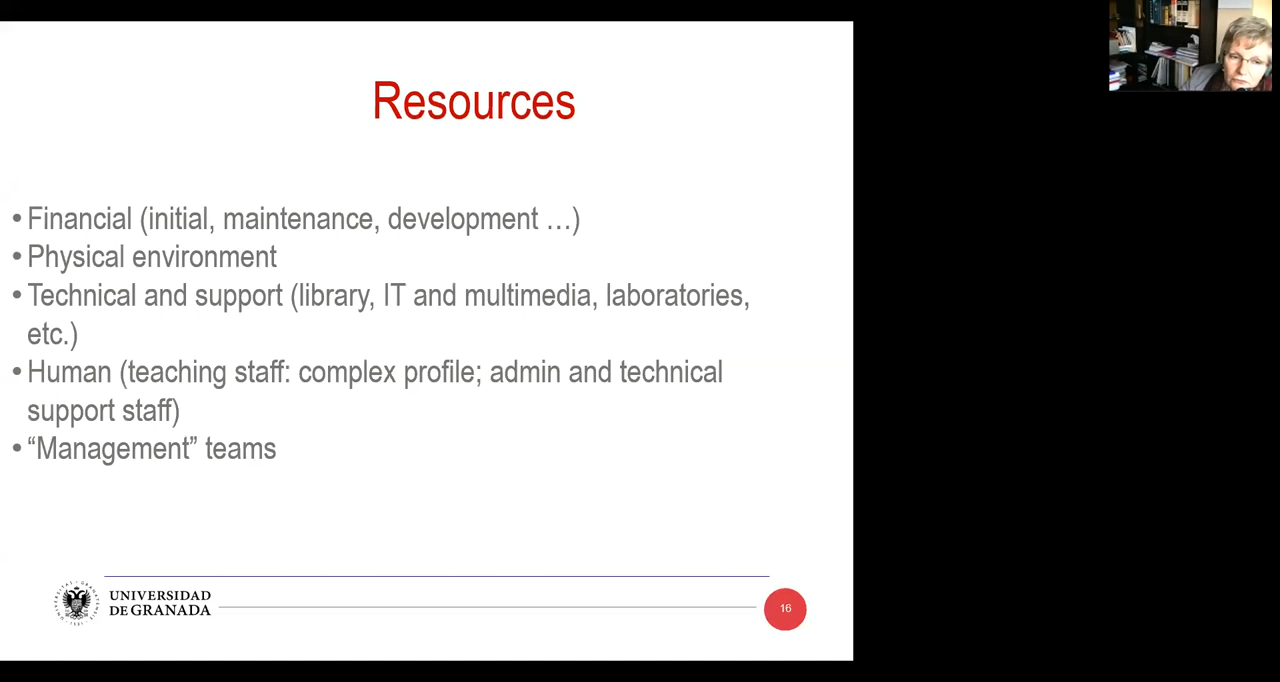 Resources
• Financial (initial, maintenance, development …)
• Physical environment
• Technical and support (library, IT and multimedia, laboratories,
etc.)
• Human (teaching staff: complex profile; admin and technical
support staff)
• “Management” teams
UNIVERSIDAD
DE GRANADA
16